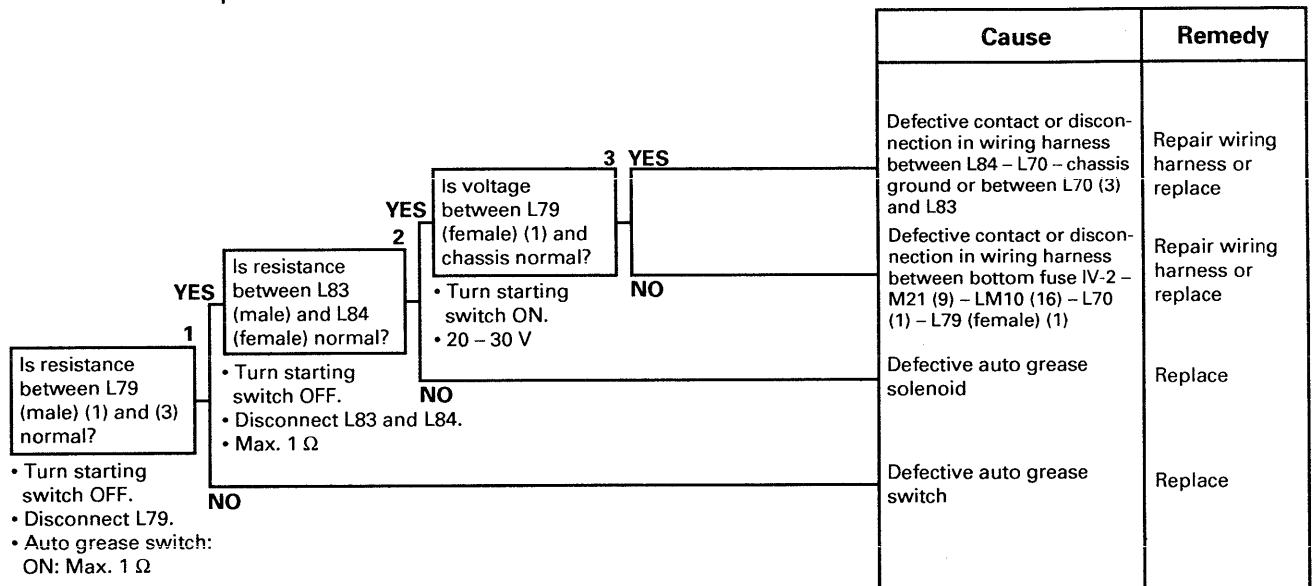 Cause
Remedy
1
Is resistance
between L79
(male) (1) and (3)
normal?
• Turn starting
switch OFF.
• Disconnect L79.
• Auto grease switch:
ON: Max. 1 Ω
YES
NO
2
Is resistance
between L83
(male) and L84
(female) normal?
• Turn starting
switch OFF.
• Disconnect L83 and L84.
• Max. 1 Ω
YES
NO
3
Is voltage
between L79
(female) (1) and
chassis normal?
• Turn starting
switch ON.
• 20 – 30 V
YES
NO
Defective contact or discon-
nection in wiring harness
between L84 – L70 – chassis
ground or between L70 (3)
and L83
Repair wiring
harness or
replace
Defective contact or discon-
nection in wiring harness
between bottom fuse IV-2 –
M21 (9) – LM10 (16) – L70
(1) – L79 (female) (1)
Repair wiring
harness or
replace
Defective auto grease
solenoid
Replace
Defective auto grease
switch
Replace